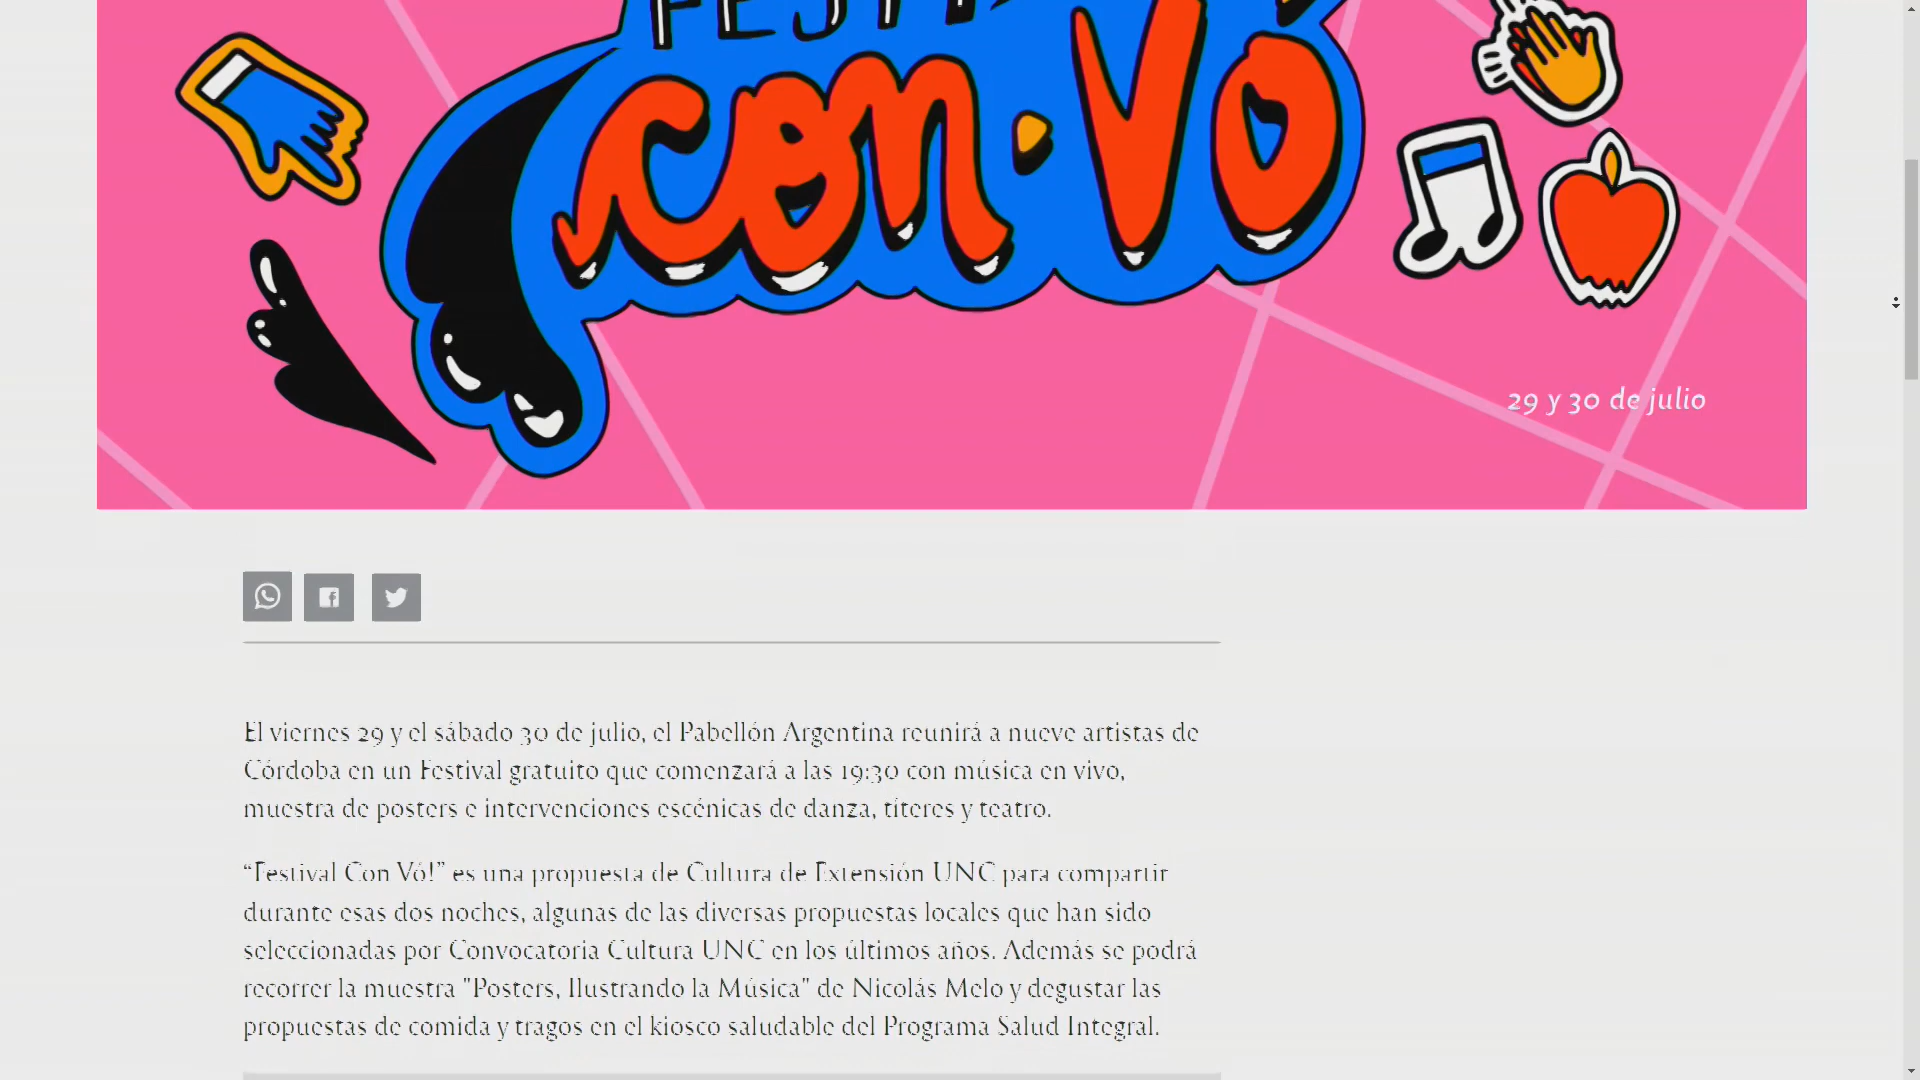 con·Vó
29 y 30 de julio
El viernes 29 y el sábado 30 de julio, el Pabellón Argentina reunirá a nueve artistas de
Córdoba en un Festival gratuito que comenzará a las 19:30 con música en vivo,
muestra de posters e intervenciones escénicas de danza, títeres y teatro.
“Festival Con Vó!” es una propuesta de Cultura de Extensión UNC para compartir
durante esas dos noches, algunas de las diversas propuestas locales que han sido
seleccionadas por Convocatoria Cultura UNC en los últimos años. Además se podrá
recorrer la muestra "Posters, Ilustrando la Música" de Nicolás Melo y degustar las
propuestas de comida y tragos en el kiosco saludable del Programa Salud Integral.